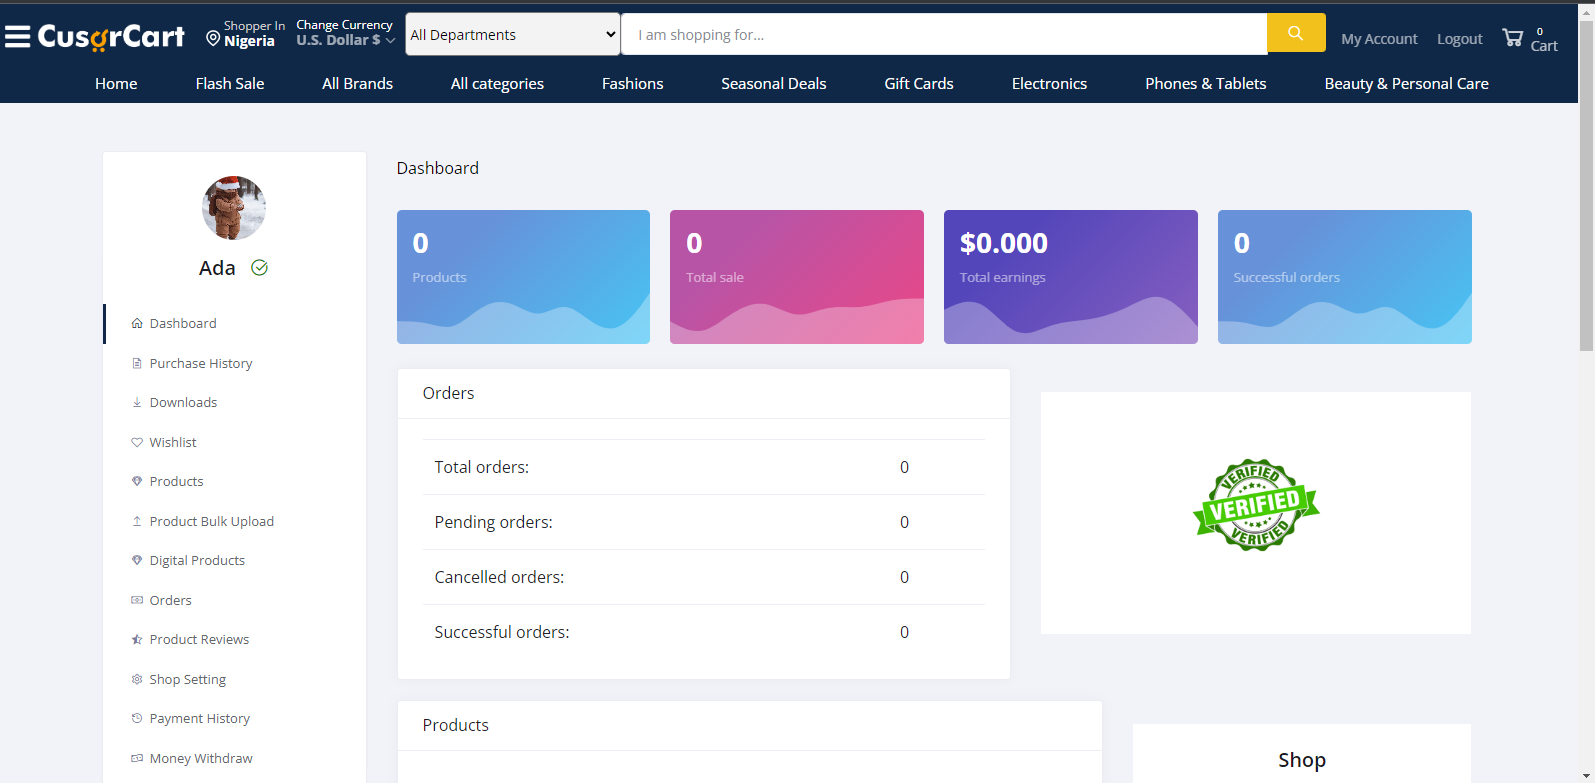 CusorCart
Shopper In
Nigeria
Change Currency
U.S. Dollar $
All Departments
I am shopping for...
My Account
Logout
0
Cart
Home
Flash Sale
All Brands
All categories
Fashions
Seasonal Deals
Gift Cards
Electronics
Phones & Tablets
Beauty & Personal Care
Ada
Dashboard
Purchase History
Downloads
Wishlist
Products
Product Bulk Upload
Digital Products
Orders
Product Reviews
Shop Setting
Payment History
Money Withdraw
Dashboard
0
Products
0
Total sale
$0.000
Total earnings
0
Successful orders
Orders
Total orders: 0
Pending orders: 0
Cancelled orders: 0
Successful orders: 0
VERIFIED
VERIFIED
VERIFIED
Products
Shop